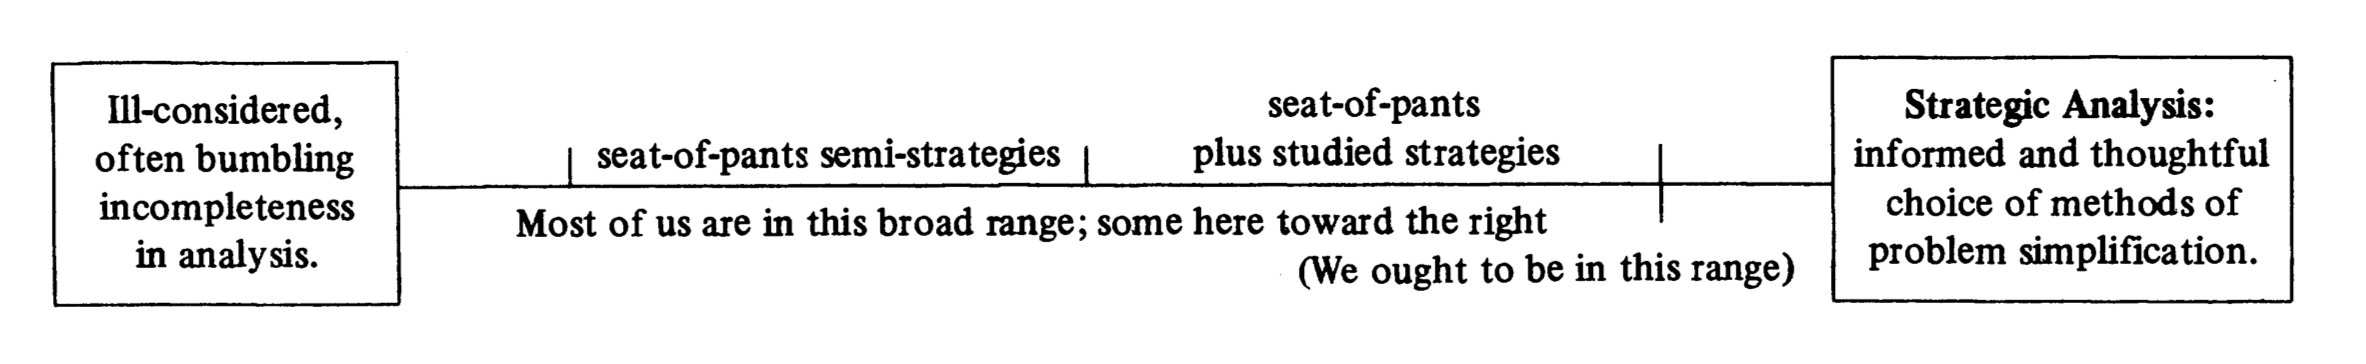 Ill-considered,
often bumbling
incompleteness
in analysis.
seat-of-pants semi-strategies
seat-of-pants
plus studied strategies
Most of us are in this broad range; some here toward the right
(We ought to be in this range)
Strategic Analysis:
informed and thoughtful
choice of methods of
problem simplification.